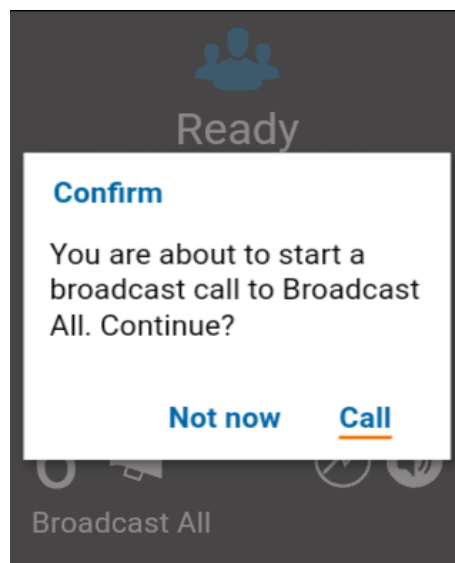 Ready
Confirm
You are about to start a
broadcast call to Broadcast
All. Continue?
Not now Call
Broadcast All